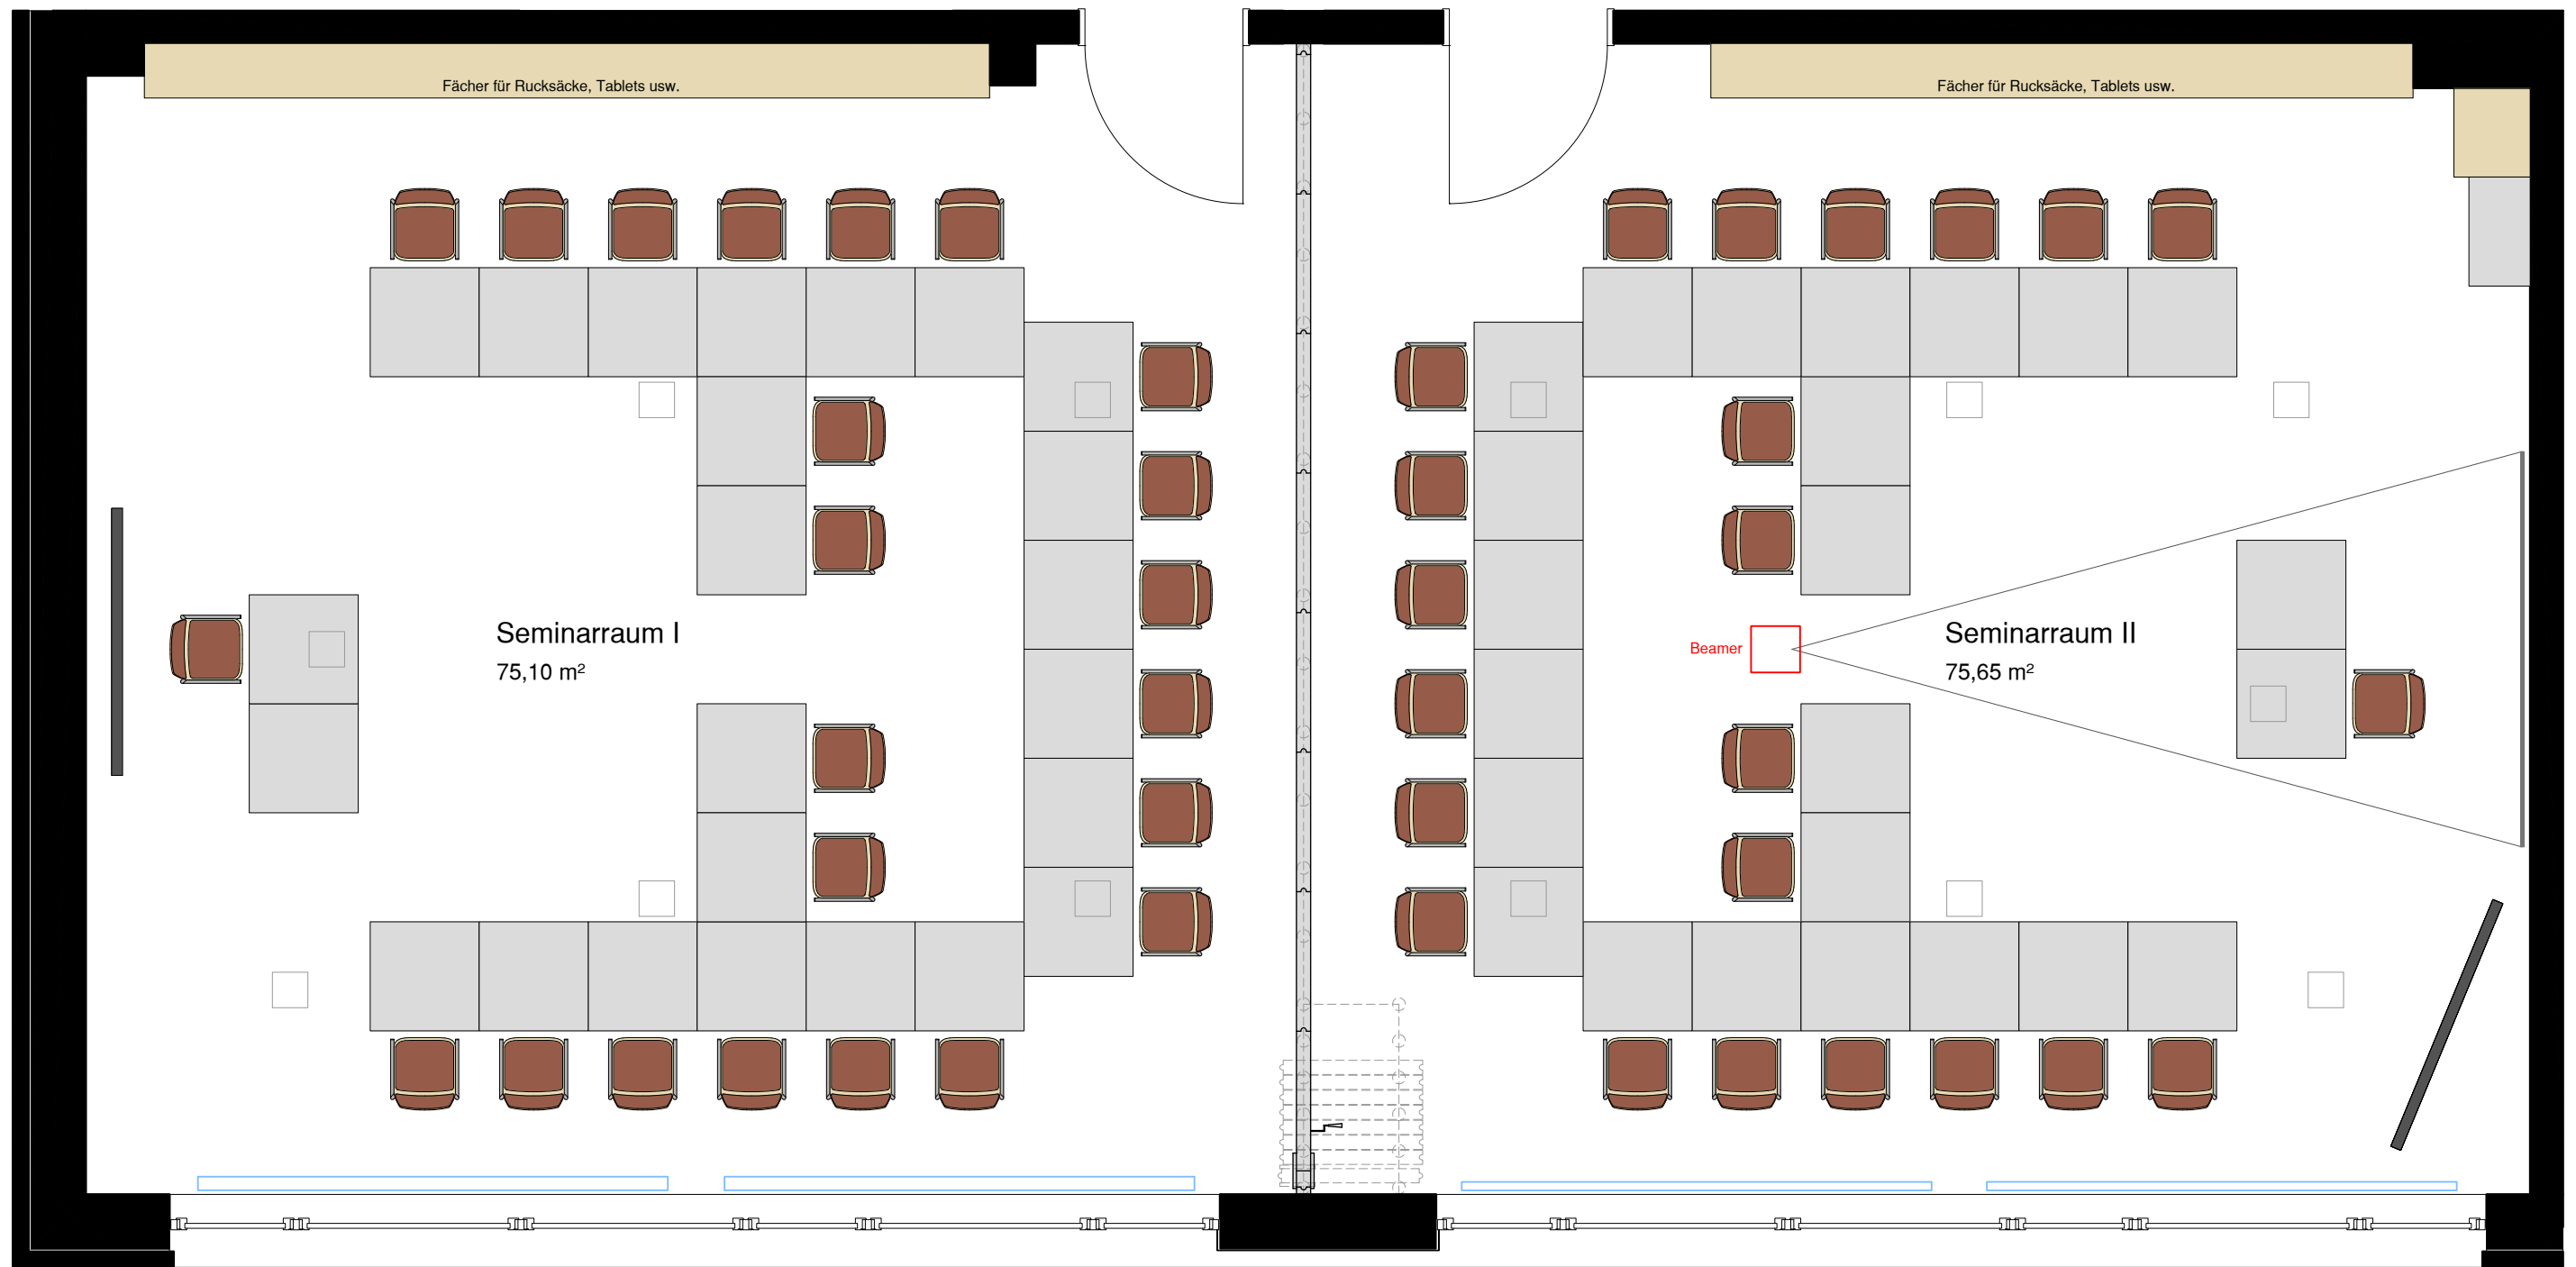 Fächer für Rucksäcke, Tablets usw.
Fächer für Rucksäcke, Tablets usw.
Seminarraum I
75,10 m²
Beamer
Seminarraum II
75,65 m²